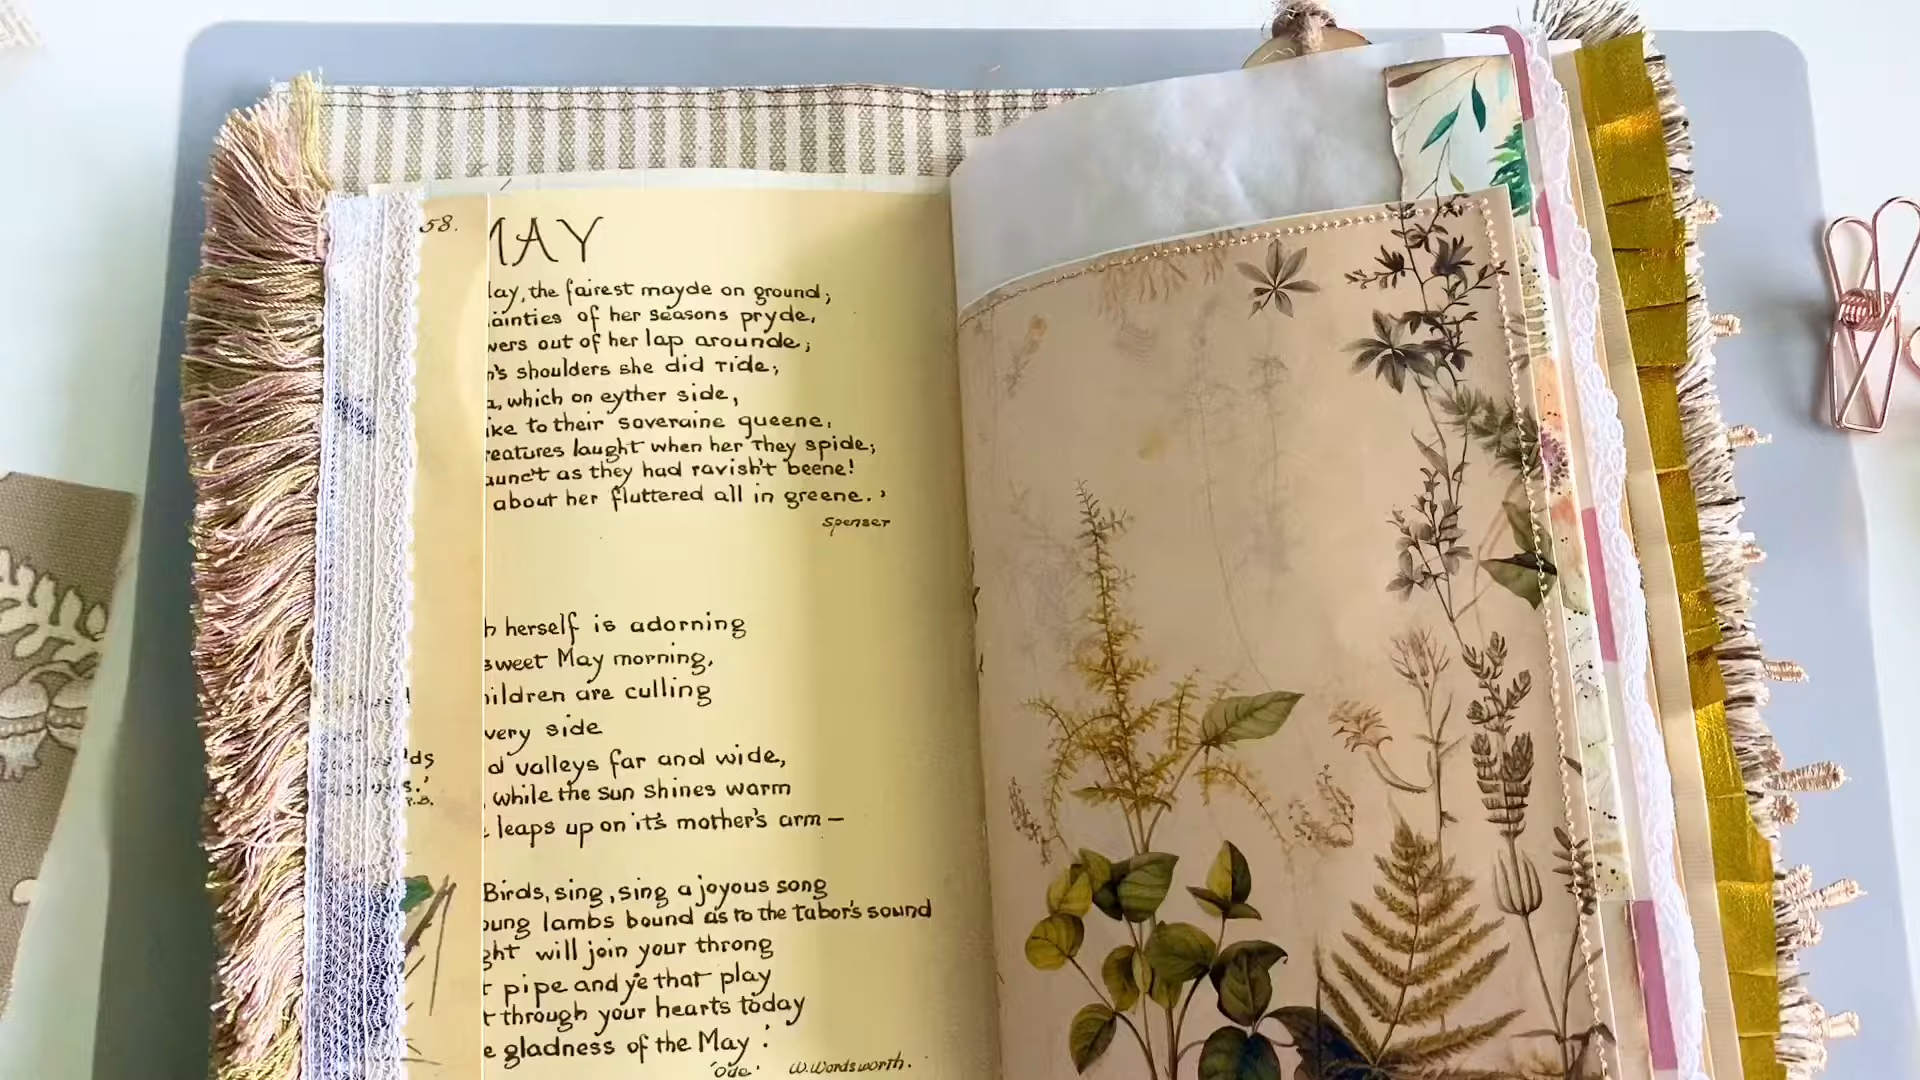 58.
MAY
lay, the fairest mayde on ground;
ainties of her seasons pryde,
wers out of her lap arounde;
n's shoulders she did ride;
a, which on eyther side,
ike to their soveraine queene,
reatures laught when her they spide;
aunc't as they had ravish't beene!
about her fluttered all in greene.'
Spenser
h herself is adorning
sweet May morning,
ildren are culling
very side
d valleys far and wide,
ds
, while the sun shines warm
s.'
P.B.
leaps up on it's mother's arm—
Birds, sing, sing a joyous song
oung lambs bound as to the tabor's sound
ght will join your throng
t pipe and ye that play
t through your hearts today
e gladness of the May:
'Ode'. W. Wordsworth.